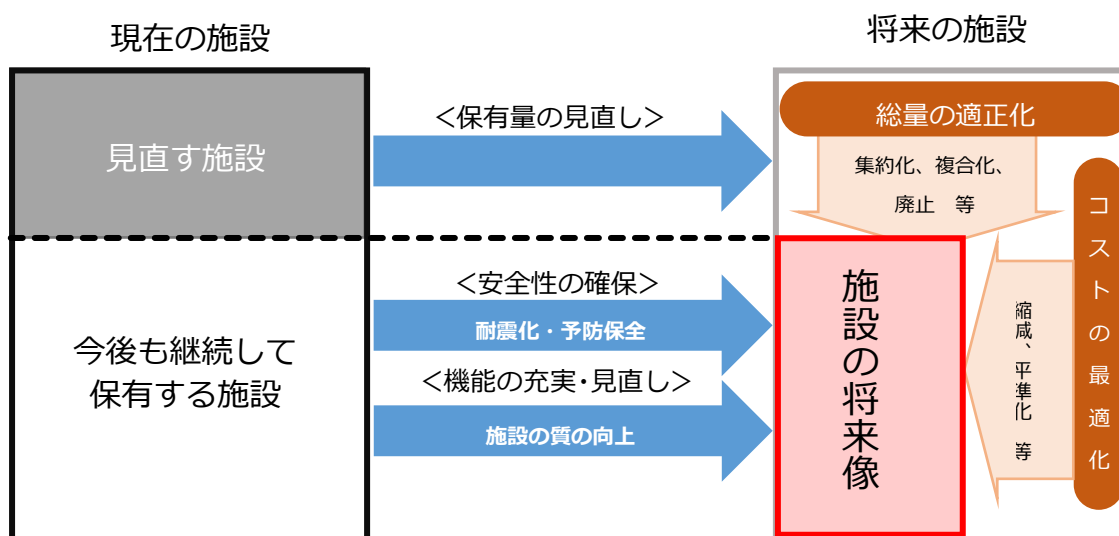 現在の施設
将来の施設
見直す施設
＜保有量の見直し＞
総量の適正化
集約化、複合化、
廃止　等
コストの最適化
今後も継続して
保有する施設
＜安全性の確保＞
耐震化・予防保全
＜機能の充実・見直し＞
施設の質の向上
施設の将来像
縮減、平準化　等